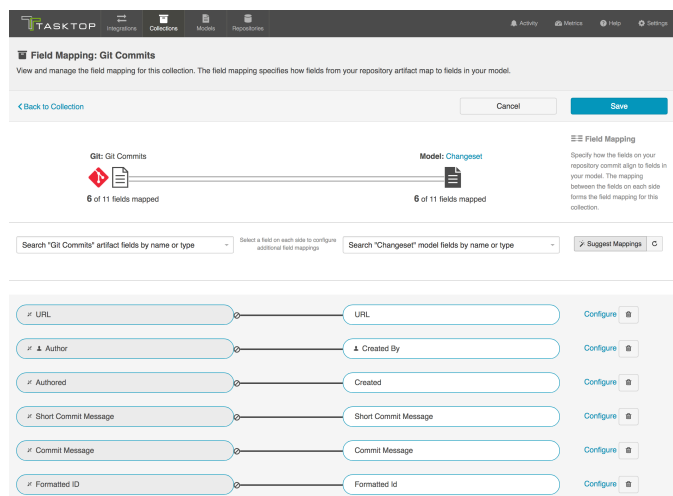 TASKTOP
Integrations
Collections
Models
Repositories
Activity
Metrics
Help
Settings
Field Mapping: Git Commits
View and manage the field mapping for this collection. The field mapping specifies how fields from your repository artifact map to fields in your model.
Back to Collection
Cancel
Save
Git: Git Commits
6 of 11 fields mapped
Model: Changeset
6 of 11 fields mapped
Field Mapping
Specify how the fields on your
repository commit align to fields in
your model. The mapping
between the fields on each side
forms the field mapping for this
collection.
Search "Git Commits" artifact fields by name or type
Select a field on each side to configure
additional field mappings
Search "Changeset" model fields by name or type
Suggest Mappings
URL
URL
Configure
Author
Created By
Configure
Authored
Created
Configure
Short Commit Message
Short Commit Message
Configure
Commit Message
Commit Message
Configure
Formatted ID
Formatted Id
Configure